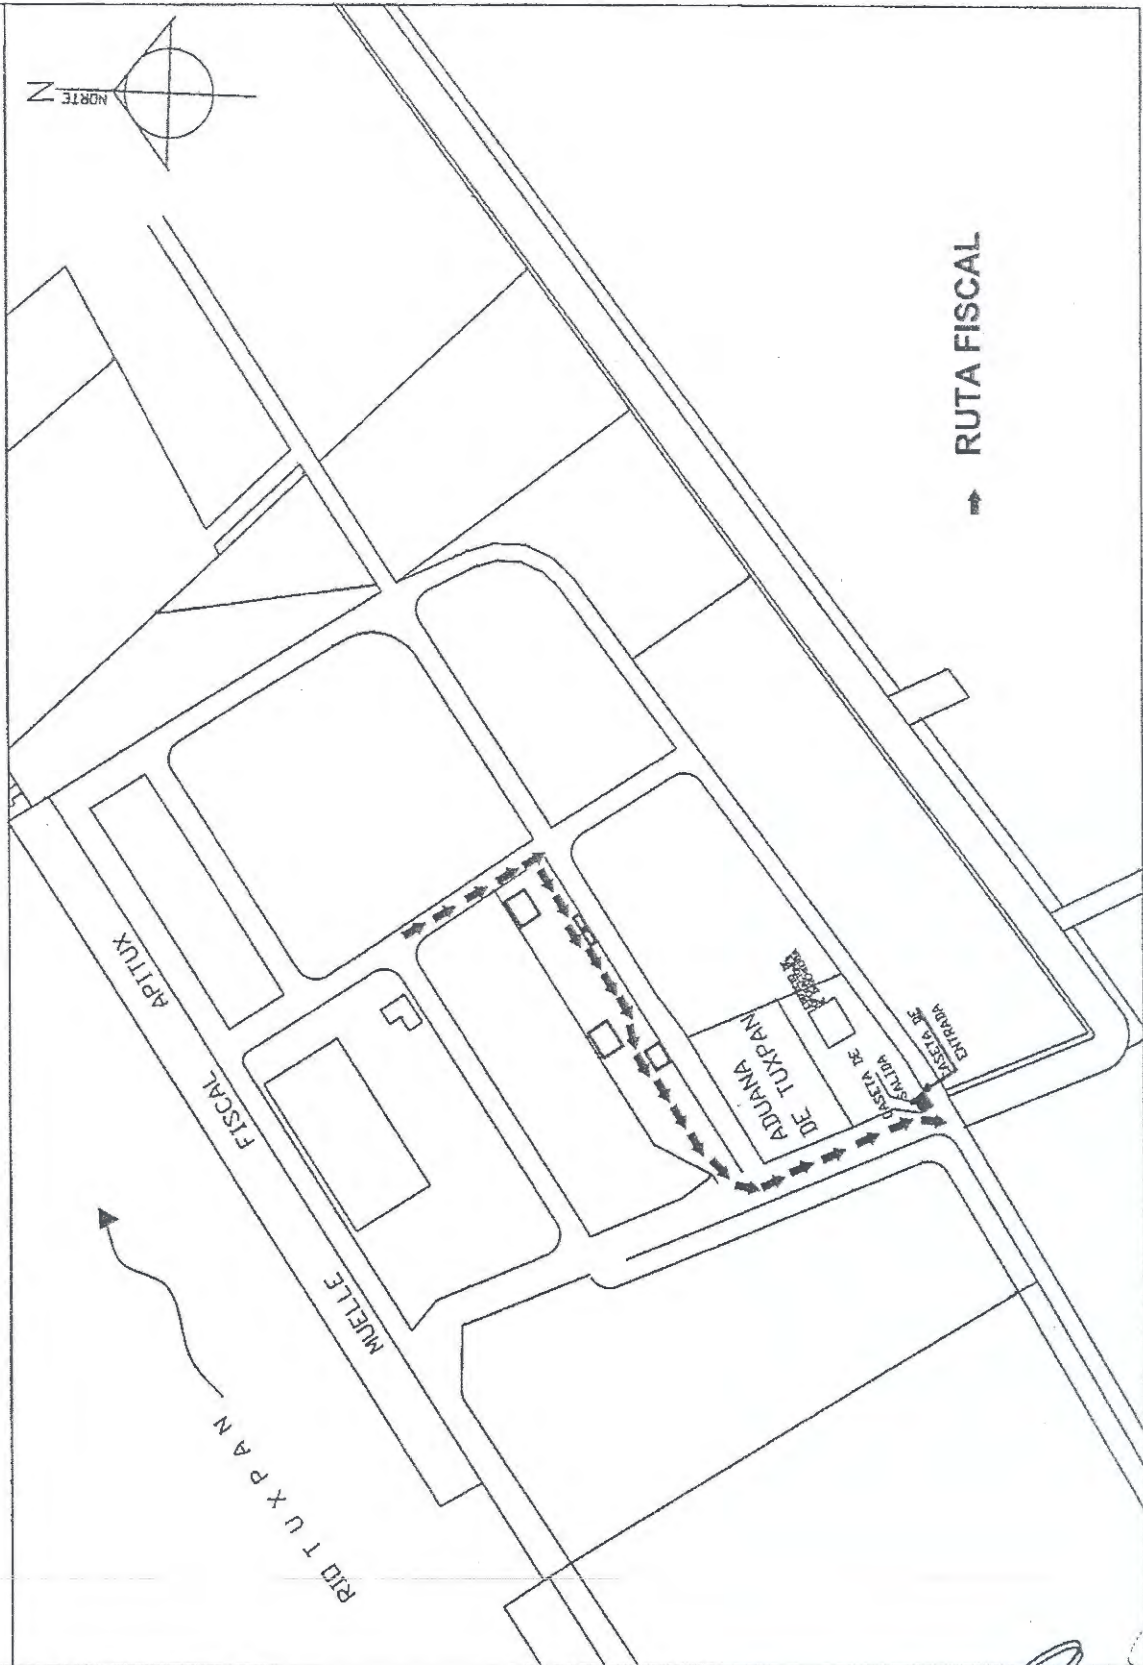 N
NORTE
RUTA FISCAL
RIO TUXPAN
MUELLE FISCAL APITUX
ADUANA
DE TUXPAN
CASETA DE
SALIDA
CASETA DE
ENTRADA